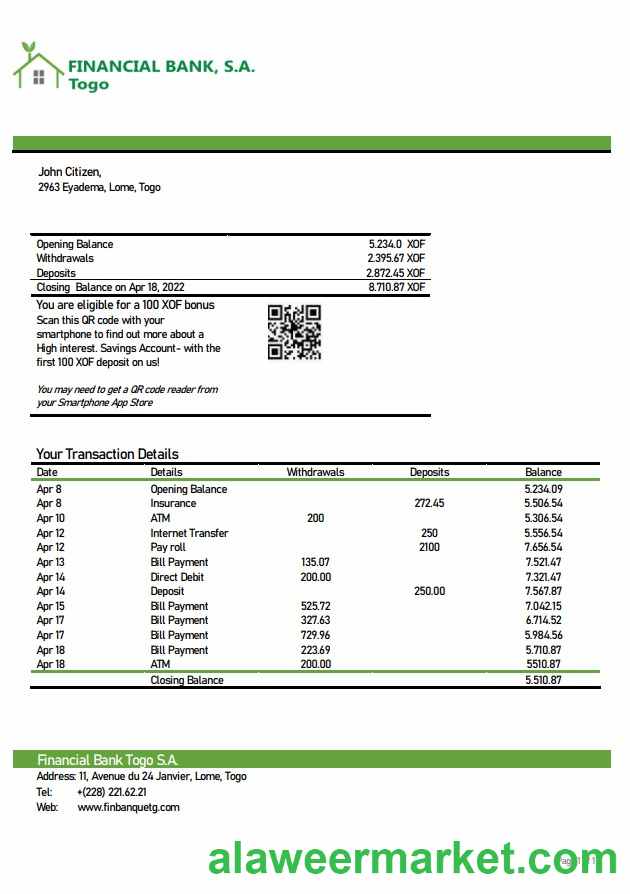 FINANCIAL BANK, S.A.
Togo
John Citizen,
2963 Eyadema, Lome, Togo
Opening Balance 5.234.0 XOF
Withdrawals 2.395.67 XOF
Deposits 2.872.45 XOF
Closing Balance on Apr 18, 2022 8.710.87 XOF
You are eligible for a 100 XOF bonus
Scan this QR code with your
smartphone to find out more about a
High interest. Savings Account- with the
first 100 XOF deposit on us!
You may need to get a QR code reader from
your Smartphone App Store
Your Transaction Details
Date Details Withdrawals Deposits Balance
Apr 8 Opening Balance 5.234.09
Apr 8 Insurance 272.45 5.506.54
Apr 10 ATM 200 5.306.54
Apr 12 Internet Transfer 250 5.556.54
Apr 12 Pay roll 2100 7.656.54
Apr 13 Bill Payment 135.07 7.521.47
Apr 14 Direct Debit 200.00 7.321.47
Apr 14 Deposit 250.00 7.567.87
Apr 15 Bill Payment 525.72 7.042.15
Apr 17 Bill Payment 327.63 6.714.52
Apr 17 Bill Payment 729.96 5.984.56
Apr 18 Bill Payment 223.69 5.710.87
Apr 18 ATM 200.00 5510.87
Closing Balance 5.510.87
Financial Bank Togo S.A.
Address: 11, Avenue du 24 Janvier, Lome, Togo
Tel: +(228) 221.62.21
Web: www.finbanquetg.com
alaweermarket.com